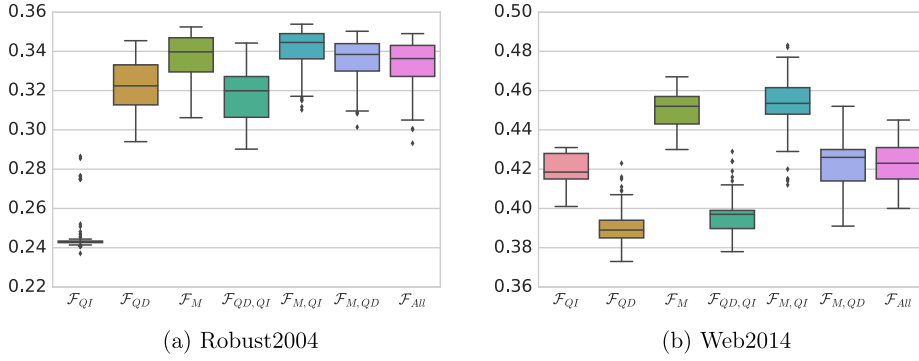 0.36
0.34
0.32
0.30
0.28
0.26
0.24
0.22
ℱQI
ℱQD
ℱM
ℱQD,QI
ℱM,QI
ℱM,QD
ℱAll
(a) Robust2004
0.50
0.48
0.46
0.44
0.42
0.40
0.38
0.36
ℱQI
ℱQD
ℱM
ℱQD,QI
ℱM,QI
ℱM,QD
ℱAll
(b) Web2014